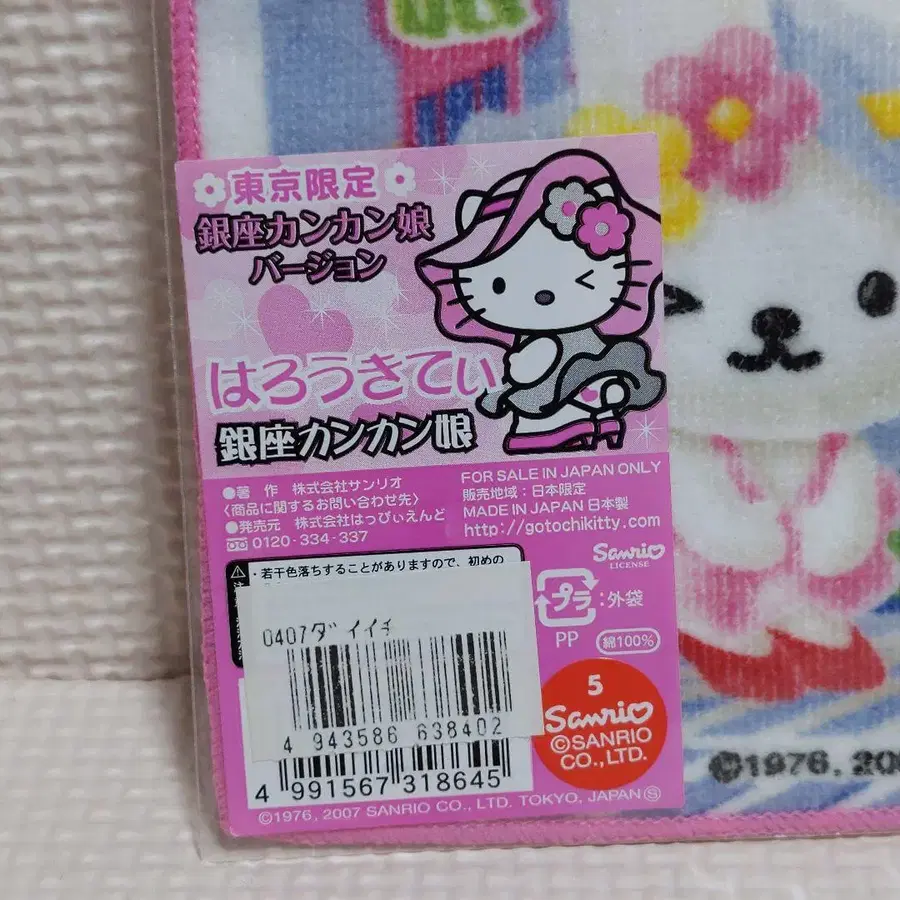 東京限定
銀座カンカン娘
バージョン
はろうきてぃ
銀座カンカン娘
●著 作 株式会社サンリオ
〈商品に関するお問い合わせ先〉
●発売元 株式会社はっぴぃえんど
0120-334-337
FOR SALE IN JAPAN ONLY
販売地域：日本限定
MADE IN JAPAN 日本製
http://gotochikitty.com
Sanrio
LICENSE
・若干色落ちすることがありますので、初めの
プラ：外袋
PP
綿100%
0407ダイイチ
4 943586 638402
4 991567 318645
5
Sanrio
©SANRIO
CO.,LTD.
©1976, 2007 SANRIO CO., LTD. TOKYO, JAPAN Ⓢ
©1976, 20